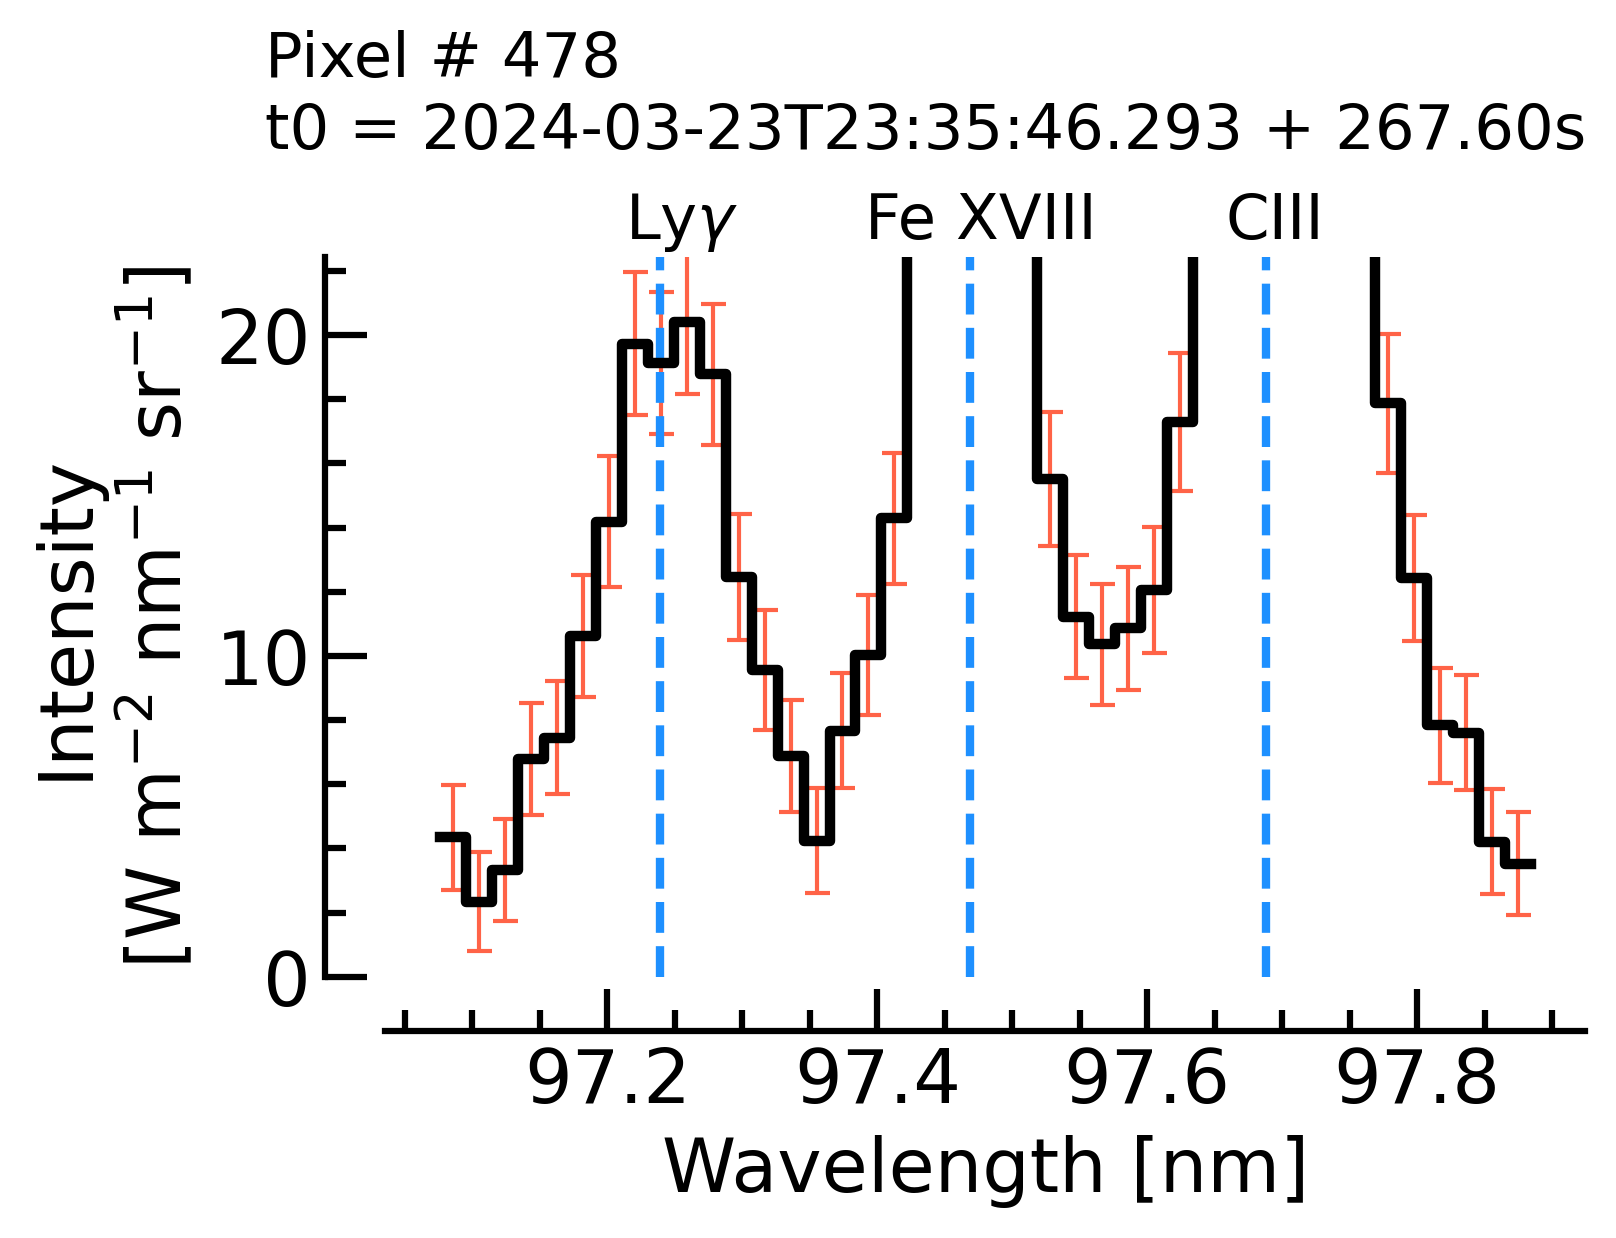 Pixel # 478
t0 = 2024-03-23T23:35:46.293 + 267.60s
Lyγ Fe XVIII CIII
Intensity
[W m⁻² nm⁻¹ sr⁻¹]
20
10
0
97.2 97.4 97.6 97.8
Wavelength [nm]